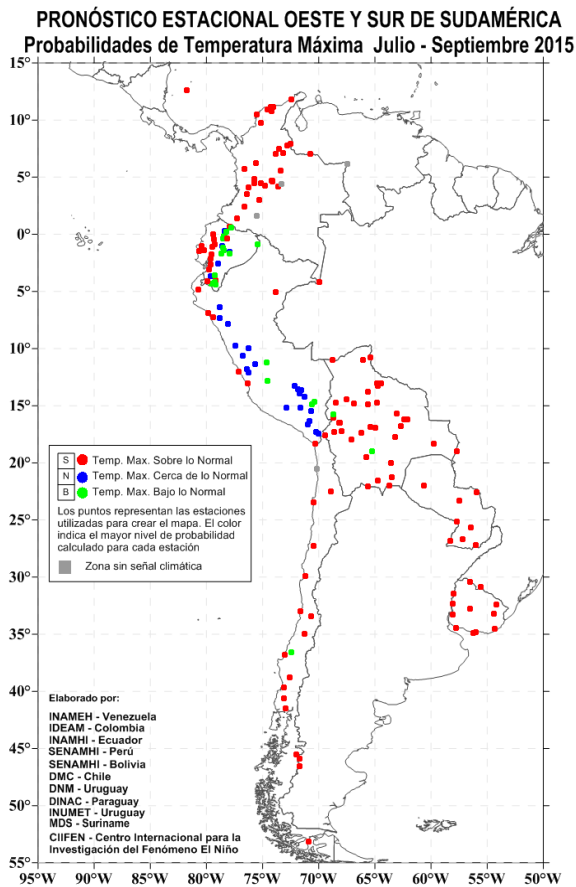 PRONÓSTICO ESTACIONAL OESTE Y SUR DE SUDAMÉRICA
Probabilidades de Temperatura Máxima Julio - Septiembre 2015
15°
10°
5°
0°
5°
10°
15°
20°
25°
30°
35°
40°
45°
50°
55°
S Temp. Max. Sobre lo Normal
N Temp. Max. Cerca de lo Normal
B Temp. Max. Bajo lo Normal
Los puntos representan las estaciones
utilizadas para crear el mapa. El color
indica el mayor nivel de probabilidad
calculado para cada estación
Zona sin señal climática
Elaborado por:
INAMEH - Venezuela
IDEAM - Colombia
INAMHI - Ecuador
SENAMHI - Perú
SENAMHI - Bolivia
DMC - Chile
DNM - Uruguay
DINAC - Paraguay
INUMET - Uruguay
MDS - Suriname
CIIFEN - Centro Internacional para la
Investigación del Fenómeno El Niño
95°W 90°W 85°W 80°W 75°W 70°W 65°W 60°W 55°W 50°W